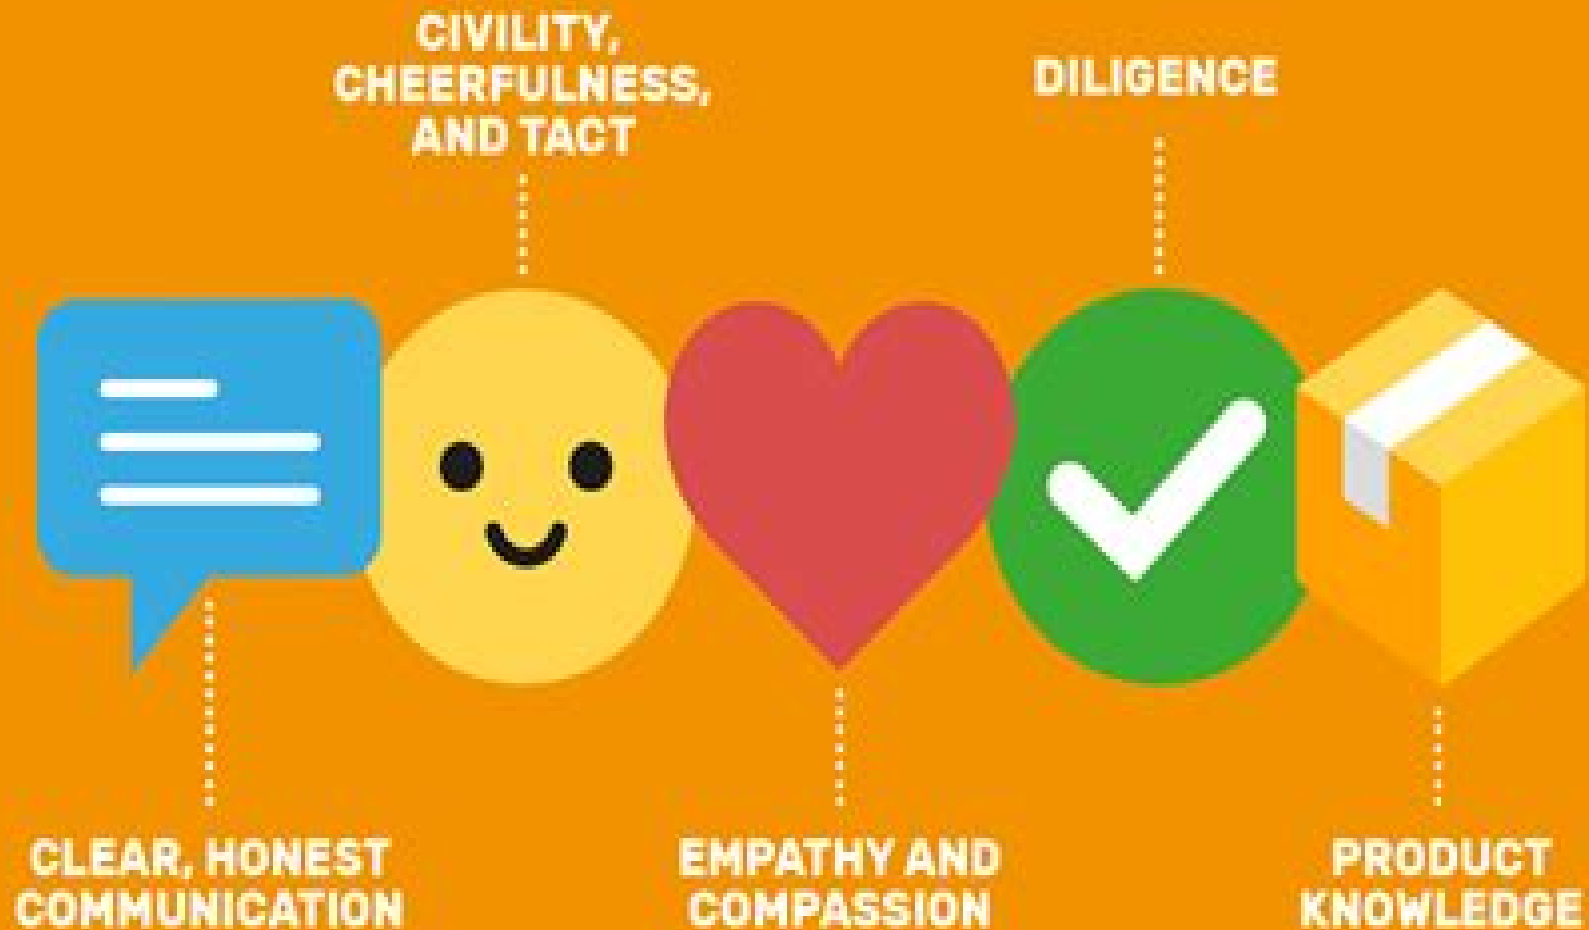 CIVILITY,
CHEERFULNESS,
AND TACT
DILIGENCE
CLEAR, HONEST
COMMUNICATION
EMPATHY AND
COMPASSION
PRODUCT
KNOWLEDGE